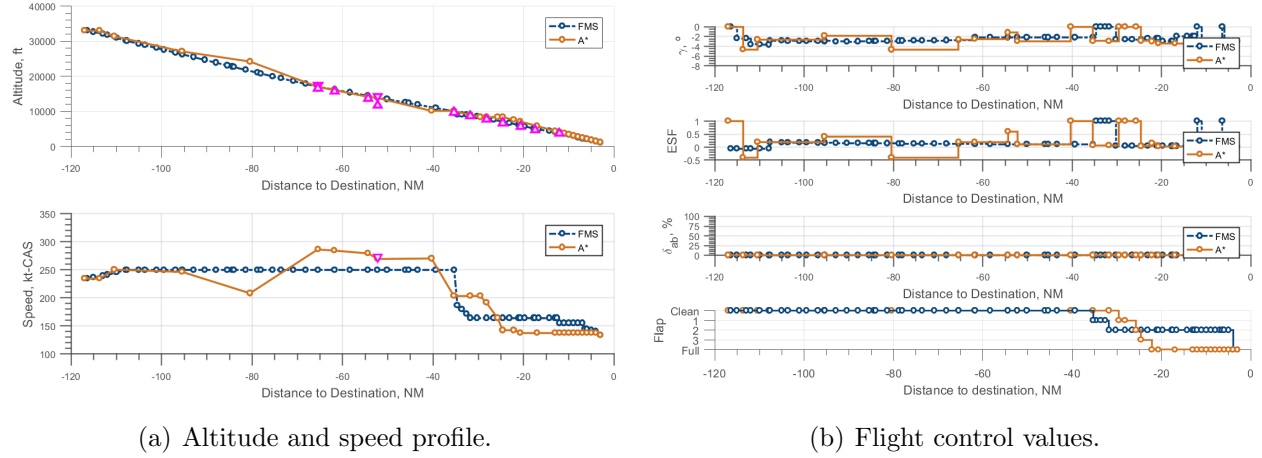 40000
30000
20000
10000
0
Altitude, ft
FMS
A*
-120
-100
-80
-60
-40
-20
0
Distance to Destination, NM
350
300
250
200
150
100
Speed, kt-CAS
FMS
A*
-120
-100
-80
-60
-40
-20
0
Distance to Destination, NM
(a) Altitude and speed profile.
0
-2
-4
-6
-8
γ, °
FMS
A*
-120
-100
-80
-60
-40
-20
0
Distance to Destination, NM
1
0.5
0
-0.5
ESF
FMS
A*
-120
-100
-80
-60
-40
-20
0
Distance to Destination, NM
100
75
50
25
0
δab, %
FMS
A*
-120
-100
-80
-60
-40
-20
0
Distance to Destination, NM
Clean
1
2
3
Full
Flap
-120
-100
-80
-60
-40
-20
0
Distance to destination, NM
(b) Flight control values.